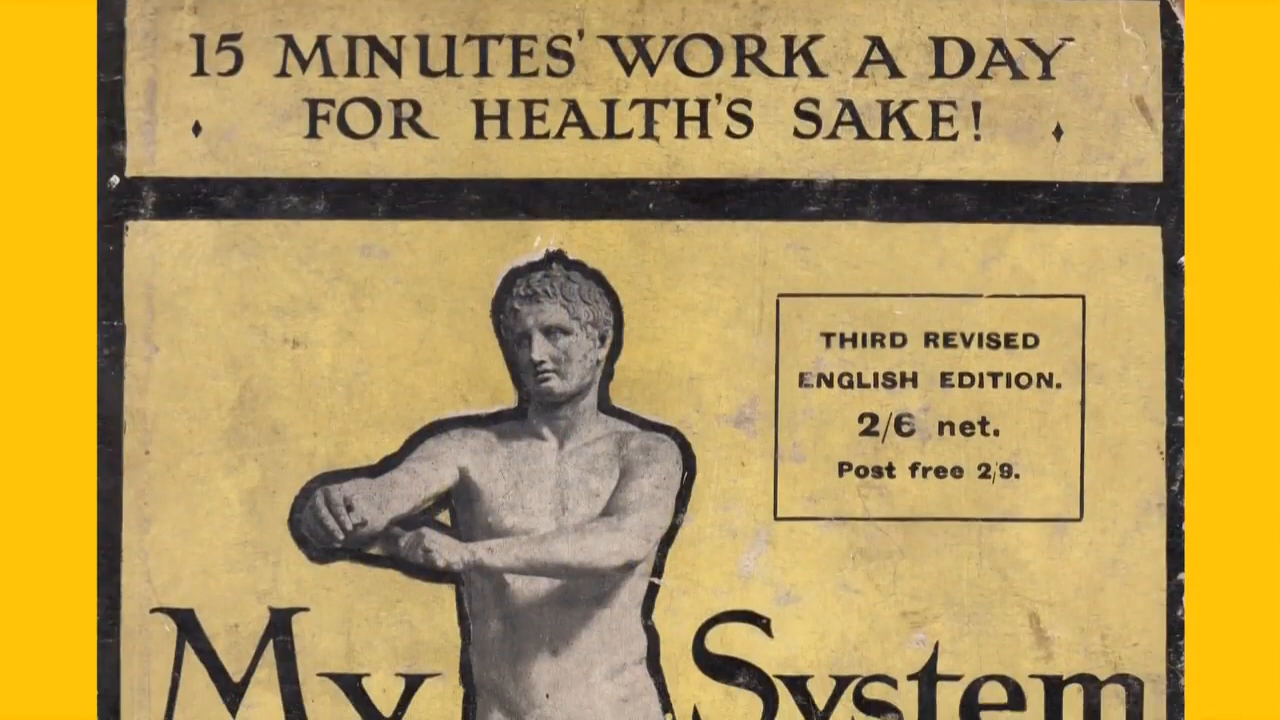 15 MINUTES' WORK A DAY
FOR HEALTH'S SAKE!
THIRD REVISED
ENGLISH EDITION.
2/6 net.
Post free 2/9.
My System